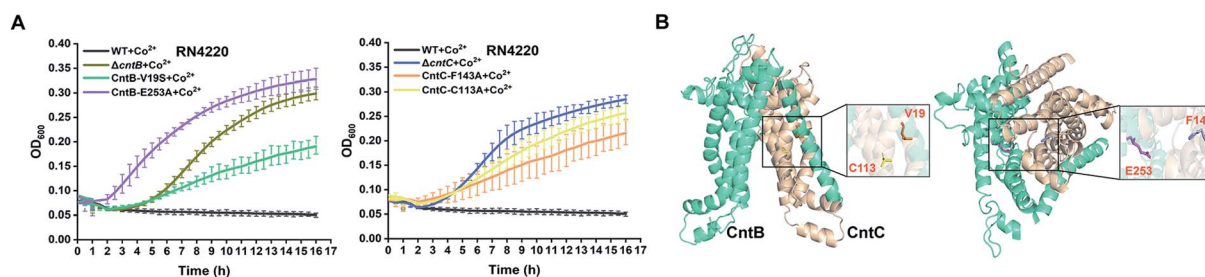 A
RN4220
WT+Co²⁺
ΔcntB+Co²⁺
CntB-V19S+Co²⁺
CntB-E253A+Co²⁺
OD₆₀₀
0.40
0.35
0.30
0.25
0.20
0.15
0.10
0.05
0.00
0 1 2 3 4 5 6 7 8 9 10 11 12 13 14 15 16 17
Time (h)
RN4220
WT+Co²⁺
ΔcntC+Co²⁺
CntC-F143A+Co²⁺
CntC-C113A+Co²⁺
OD₆₀₀
0.40
0.35
0.30
0.25
0.20
0.15
0.10
0.05
0.00
0 1 2 3 4 5 6 7 8 9 10 11 12 13 14 15 16 17
Time (h)
B
V19
C113
CntB
CntC
F14
E253